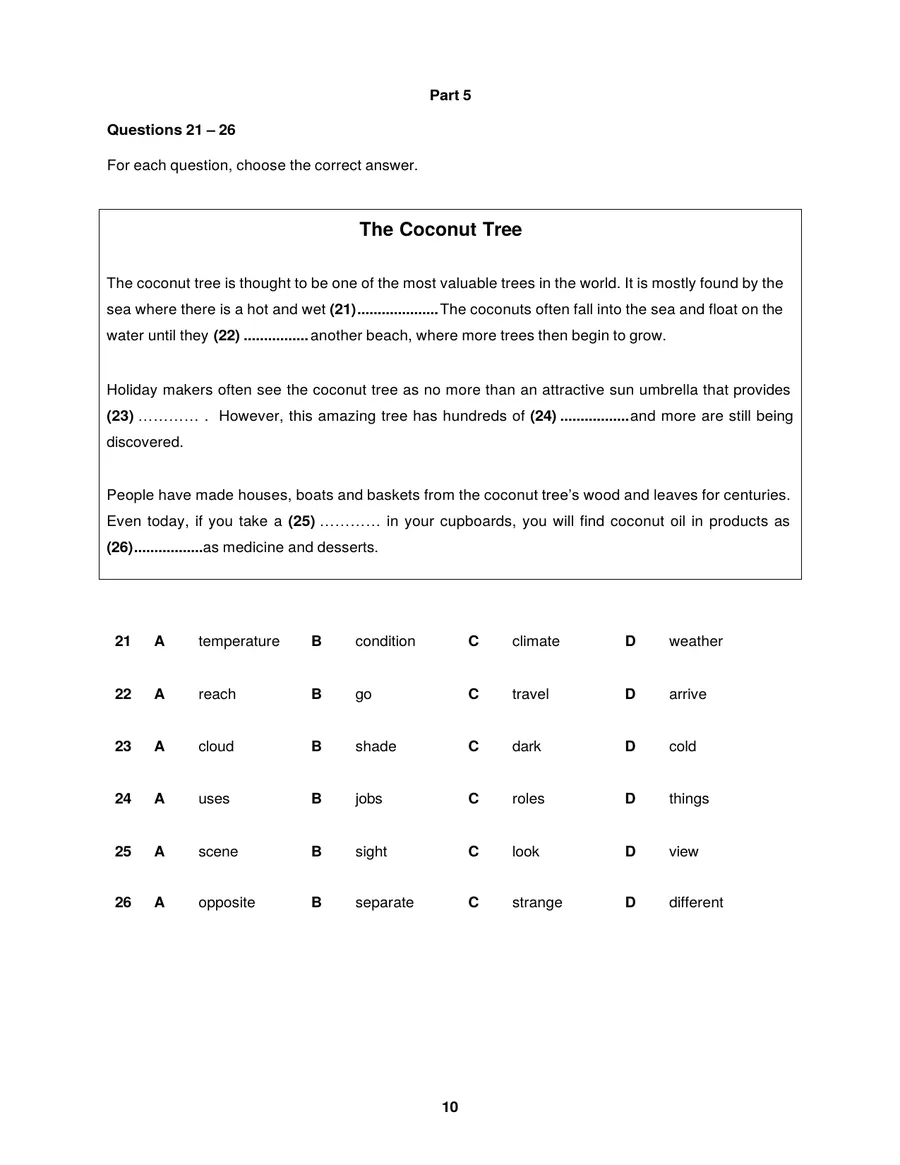 Part 5
Questions 21 – 26
For each question, choose the correct answer.
The Coconut Tree
The coconut tree is thought to be one of the most valuable trees in the world. It is mostly found by the
sea where there is a hot and wet (21).................... The coconuts often fall into the sea and float on the
water until they (22) ................ another beach, where more trees then begin to grow.
Holiday makers often see the coconut tree as no more than an attractive sun umbrella that provides
(23) ………… . However, this amazing tree has hundreds of (24) .................and more are still being
discovered.
People have made houses, boats and baskets from the coconut tree’s wood and leaves for centuries.
Even today, if you take a (25) ………… in your cupboards, you will find coconut oil in products as
(26).................as medicine and desserts.
21 A temperature B condition C climate D weather
22 A reach B go C travel D arrive
23 A cloud B shade C dark D cold
24 A uses B jobs C roles D things
25 A scene B sight C look D view
26 A opposite B separate C strange D different
10